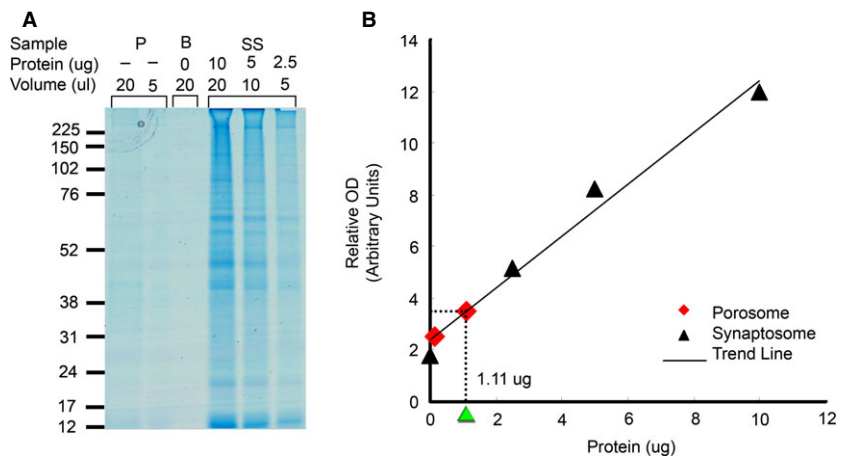 A
Sample P B SS
Protein (ug) – – 0 10 5 2.5
Volume (ul) 20 5 20 20 10 5
225
150
102
76
52
38
31
24
17
12
B
14
12
10
8
6
4
2
0
Relative OD
(Arbitrary Units)
Porosome
Synaptosome
Trend Line
1.11 ug
0 2 4 6 8 10 12
Protein (ug)